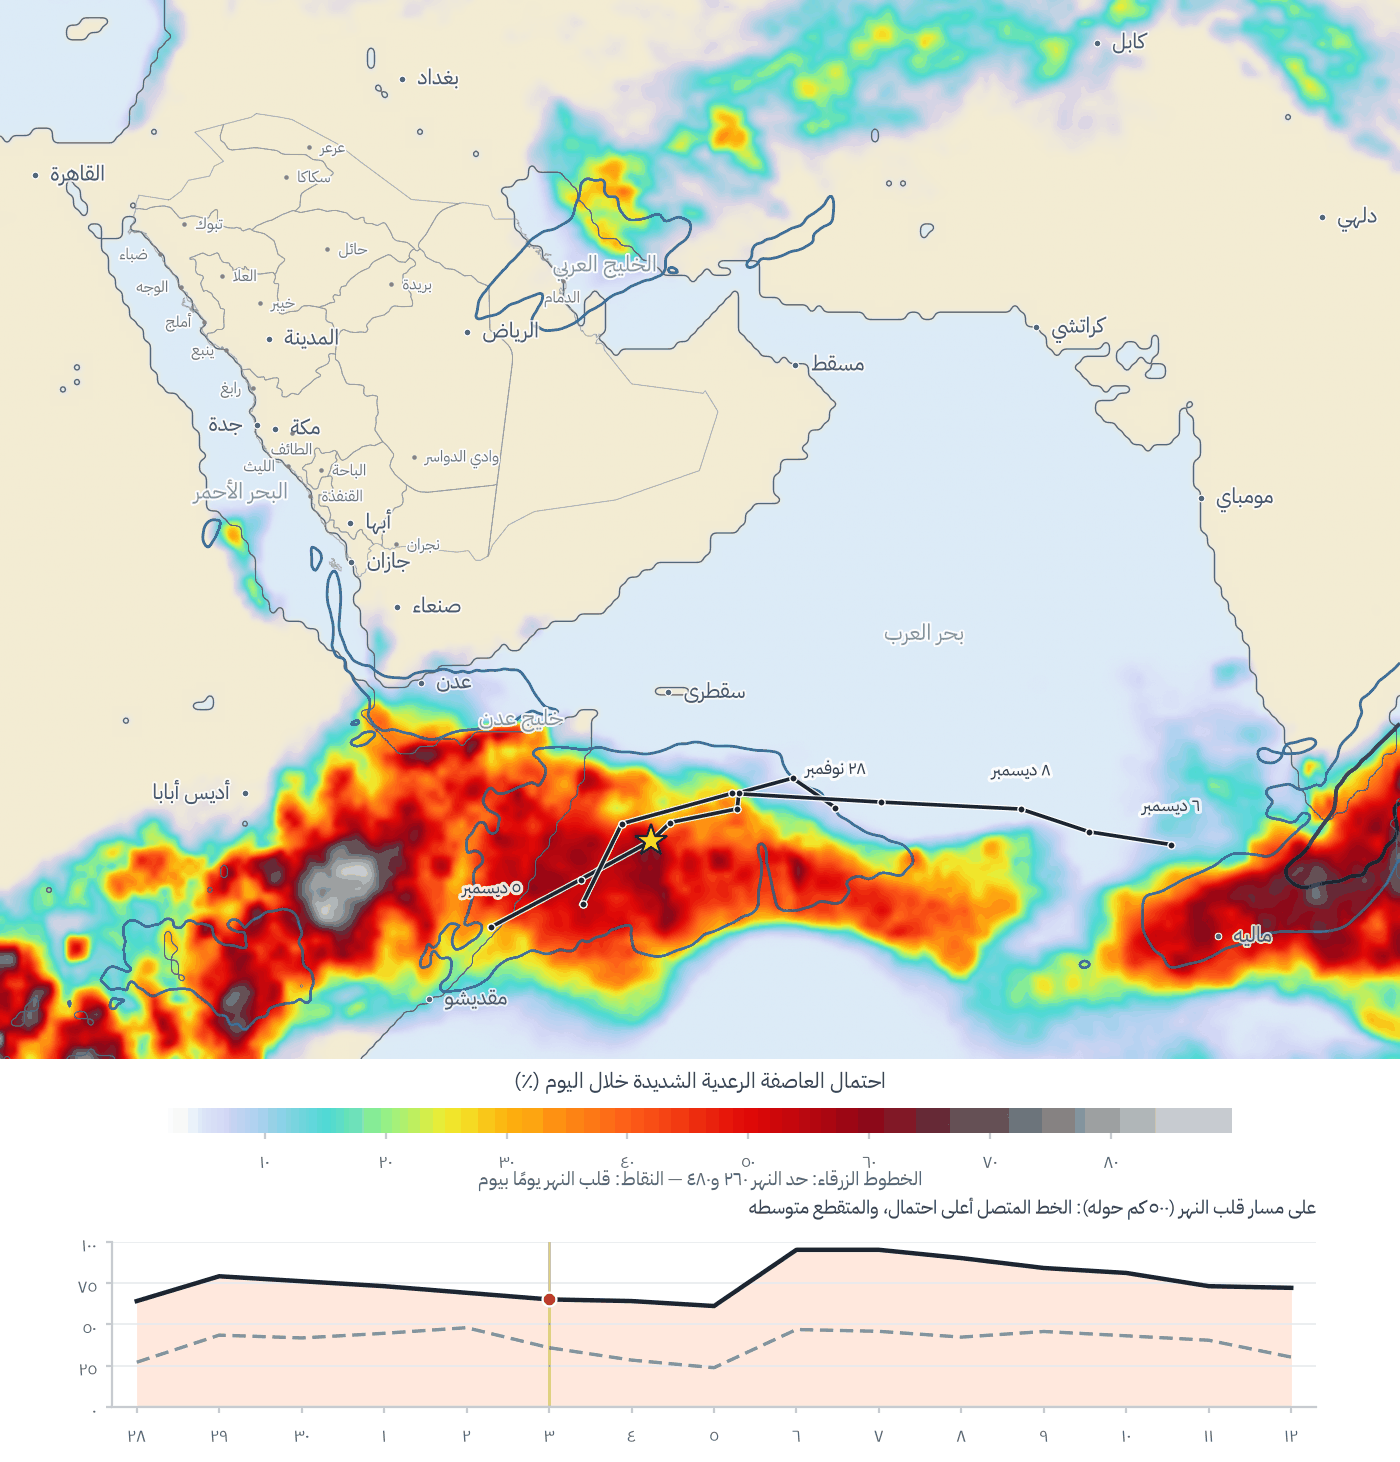 كابل
بغداد
عرعر
القاهرة
سكاكا
دلهي
تبوك
ضباء
حائل
الخليج العربي
العلا
الوجه
بريدة
الدمام
خيبر
أملج
كراتشي
الرياض
المدينة
ينبع
مسقط
رابغ
جدة
مكة
الطائف
وادي الدواسر
الليث
الباحة
البحر الأحمر
القنفذة
مومباي
أبها
نجران
جازان
صنعاء
بحر العرب
عدن
سقطرى
خليج عدن
٢٨ نوفمبر
٨ ديسمبر
أديس أبابا
٦ ديسمبر
٥ ديسمبر
ماليه
مقديشو
احتمال العاصفة الرعدية الشديدة خلال اليوم (٪)
١٠ ٢٠ ٣٠ ٤٠ ٥٠ ٦٠ ٧٠ ٨٠
الخطوط الزرقاء: حد النهر ٢٦٠ و٤٨٠ — النقاط: قلب النهر يومًا بيوم
على مسار قلب النهر (٥٠٠ كم حوله): الخط المتصل أعلى احتمال، والمتقطع متوسطه
١٠٠
٧٥
٥٠
٢٥
٠
٢٨ ٢٩ ٣٠ ١ ٢ ٣ ٤ ٥ ٦ ٧ ٨ ٩ ١٠ ١١ ١٢